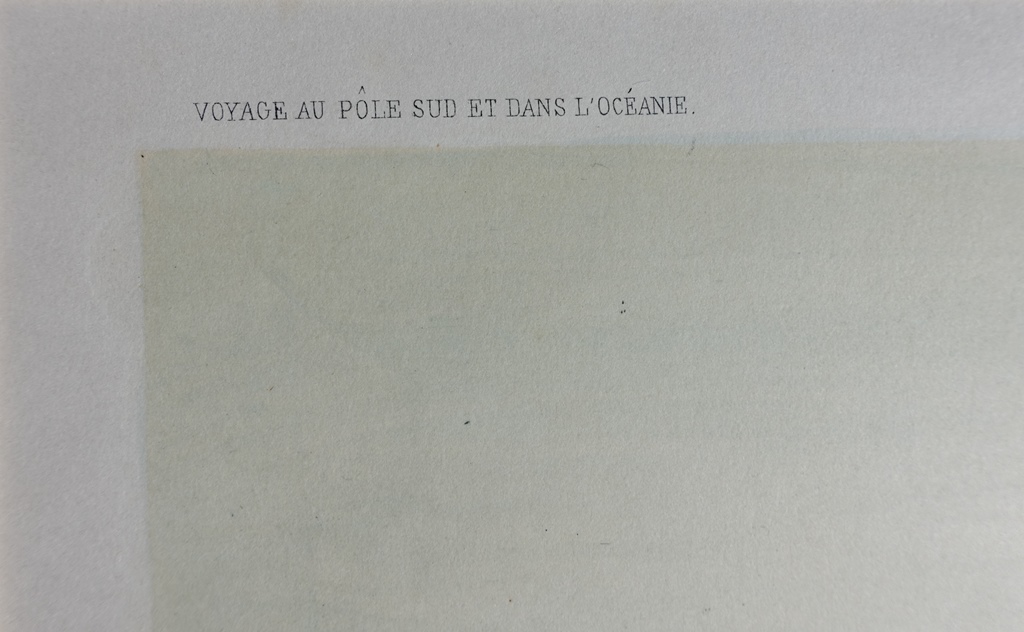 VOYAGE AU PÔLE SUD ET DANS L'OCÉANIE.